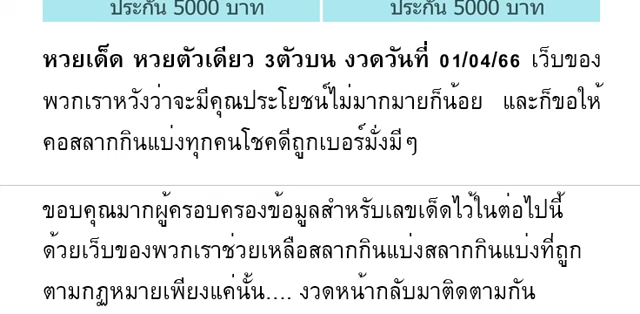 ประกัน 5000 บาท ประกัน 5000 บาท
หวยเด็ด หวยตัวเดียว 3ตัวบน งวดวันที่ 01/04/66 เว็บของ
พวกเราหวังว่าจะมีคุณประโยชน์ไม่มากมายก็น้อย และก็ขอให้
คอสลากกินแบ่งทุกคนโชคดีถูกเบอร์มั่งมีๆ
ขอบคุณมากผู้ครอบครองข้อมูลสำหรับเลขเด็ดไว้ในต่อไปนี้
ด้วยเว็บของพวกเราช่วยเหลือสลากกินแบ่งสลากกินแบ่งที่ถูก
ตามกฏหมายเพียงแค่นั้น.... งวดหน้ากลับมาติดตามกัน